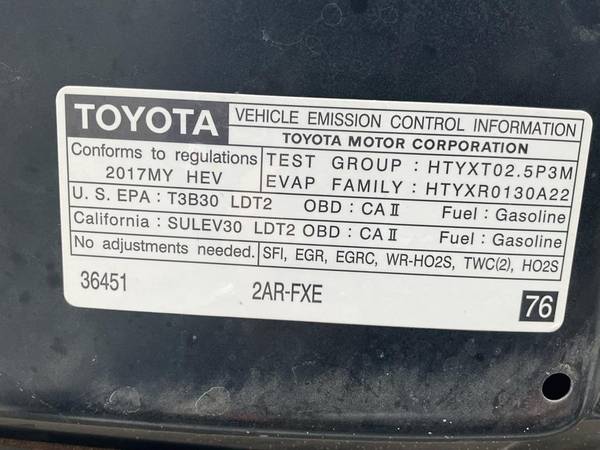 TOYOTA VEHICLE EMISSION CONTROL INFORMATION
TOYOTA MOTOR CORPORATION
Conforms to regulations
2017MY HEV
TEST GROUP : HTYXT02.5P3M
EVAP FAMILY : HTYXR0130A22
U.S. EPA : T3B30 LDT2 OBD : CA II Fuel : Gasoline
California : SULEV30 LDT2 OBD : CA II Fuel : Gasoline
No adjustments needed. SFI, EGR, EGRC, WR-HO2S, TWC(2), HO2S
36451 2AR-FXE 76